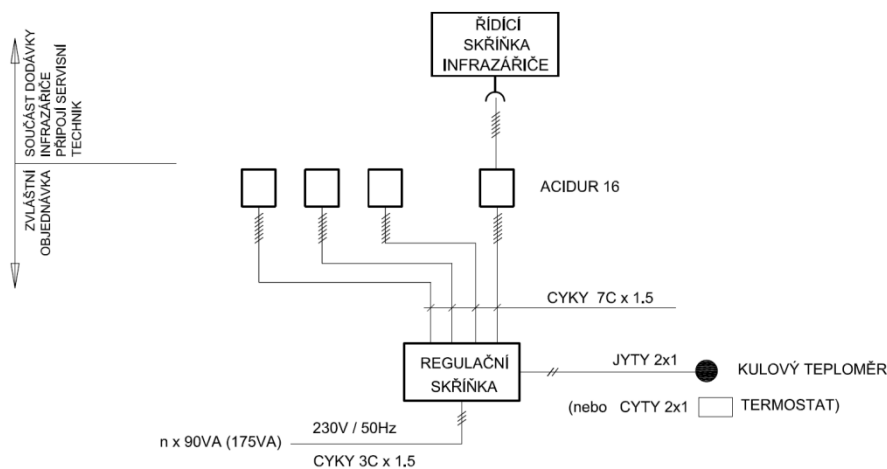 ŘÍDÍCÍ
SKŘÍŇKA
INFRAZÁŘIČE
SOUČÁST DODÁVKY
INFRAZÁŘIČE
PŘIPOJÍ SERVISNÍ
TECHNIK
ZVLÁŠTNÍ
OBJEDNÁVKA
ACIDUR 16
CYKY 7C x 1.5
REGULAČNÍ
SKŘÍŇKA
JYTY 2x1
KULOVÝ TEPLOMĚR
(nebo CYTY 2x1 TERMOSTAT)
230V / 50Hz
n x 90VA (175VA)
CYKY 3C x 1.5